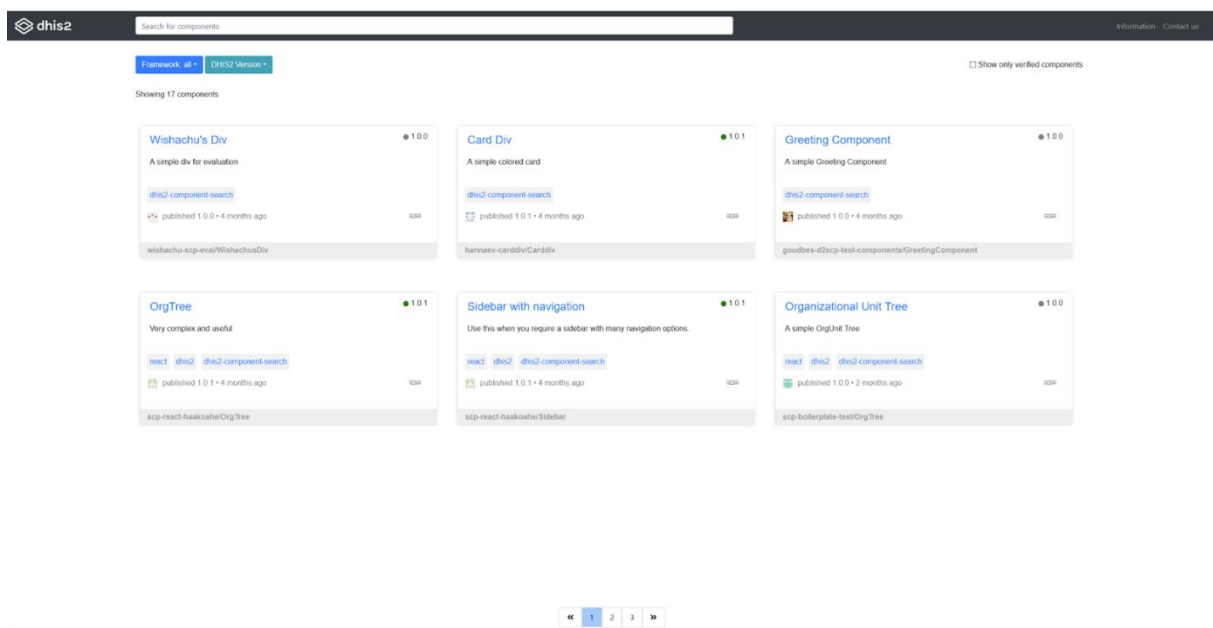 dhis2
Search for components
Information Contact us
Framework: all
DHIS2 Version
Show only verified components
Showing 17 components
Wishachu's Div 1.0.0
A simple div for evaluation
dhis2-component-search
published 1.0.0 • 4 months ago
wishachu-scp-eval/WishachusDiv
Card Div 1.0.1
A simple colored card
dhis2-component-search
published 1.0.1 • 4 months ago
hannaev-carddiv/Carddiv
Greeting Component 1.0.0
A simple Greeting Component
dhis2-component-search
published 1.0.0 • 4 months ago
goudbes-d2scp-test-components/GreetingComponent
OrgTree 1.0.1
Very complex and useful
react dhis2 dhis2-component-search
published 1.0.1 • 4 months ago
scp-react-haakoahe/OrgTree
Sidebar with navigation 1.0.1
Use this when you require a sidebar with many navigation options.
react dhis2 dhis2-component-search
published 1.0.1 • 4 months ago
scp-react-haakoahe/Sidebar
Organizational Unit Tree 1.0.0
A simple OrgUnit Tree
react dhis2 dhis2-component-search
published 1.0.0 • 2 months ago
scp-boilerplate-test/OrgTree
« 1 2 3 »